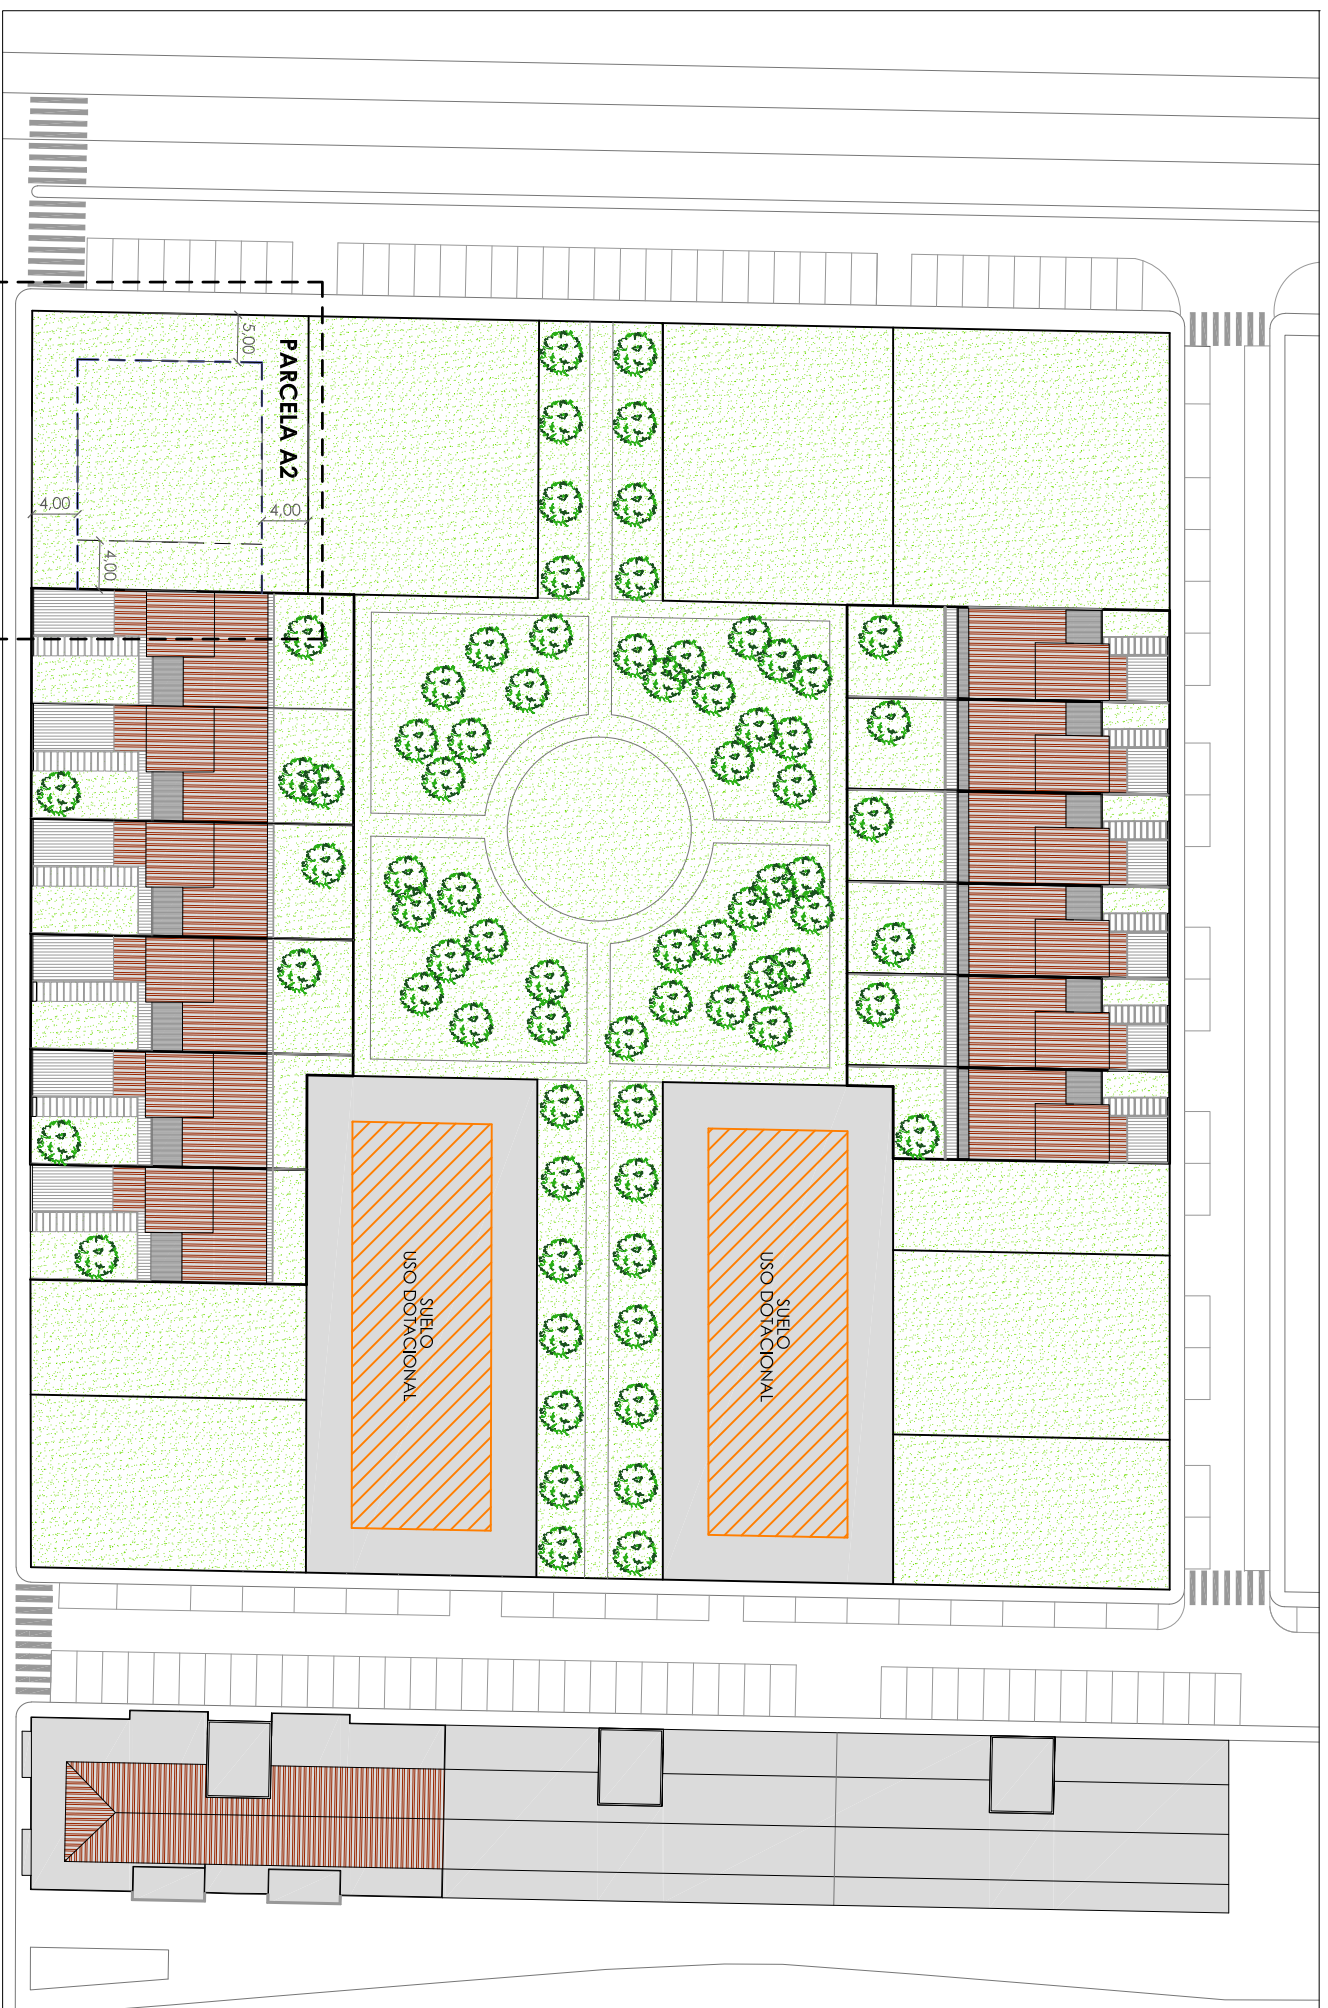 5,00
PARCELA A2
4,00
4,00
4,00
SUELO
USO DOTACIONAL
SUELO
USO DOTACIONAL